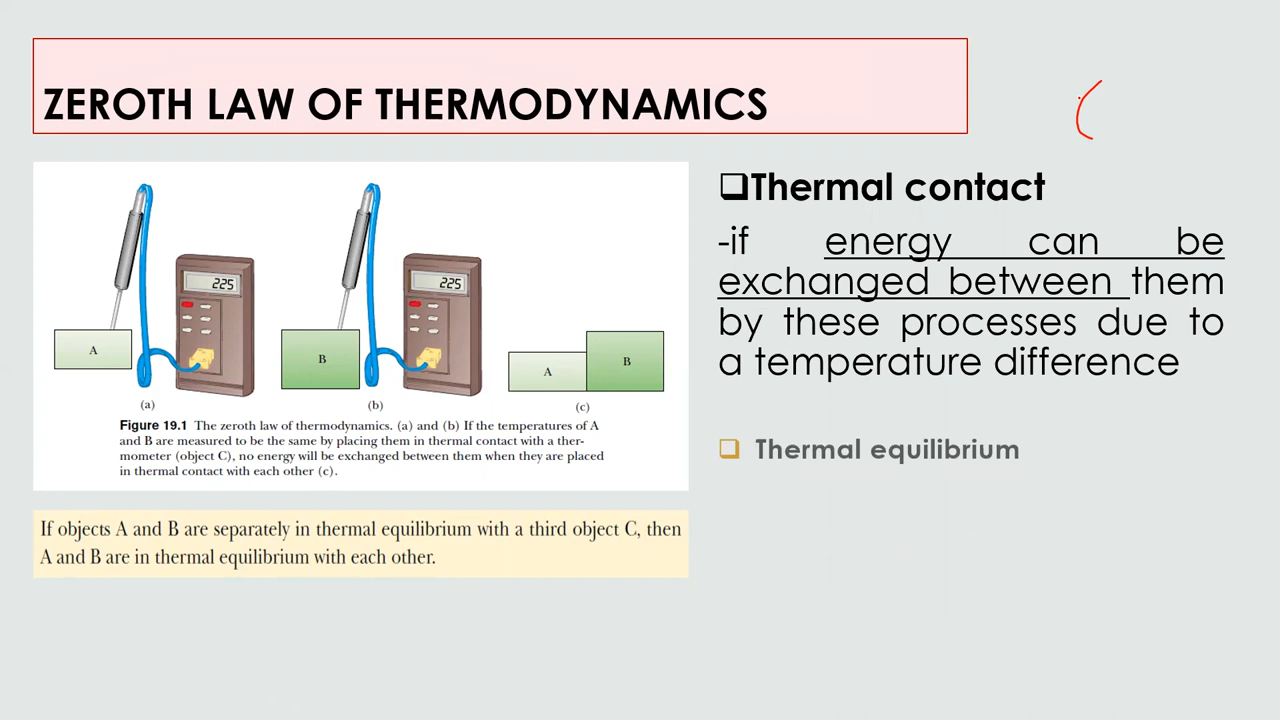 ZEROTH LAW OF THERMODYNAMICS
225
A
(a)
225
B
(b)
A
B
(c)
Figure 19.1 The zeroth law of thermodynamics. (a) and (b) If the temperatures of A
and B are measured to be the same by placing them in thermal contact with a ther-
mometer (object C), no energy will be exchanged between them when they are placed
in thermal contact with each other (c).
If objects A and B are separately in thermal equilibrium with a third object C, then
A and B are in thermal equilibrium with each other.
❑Thermal contact
-if energy can be
exchanged between them
by these processes due to
a temperature difference
❑ Thermal equilibrium